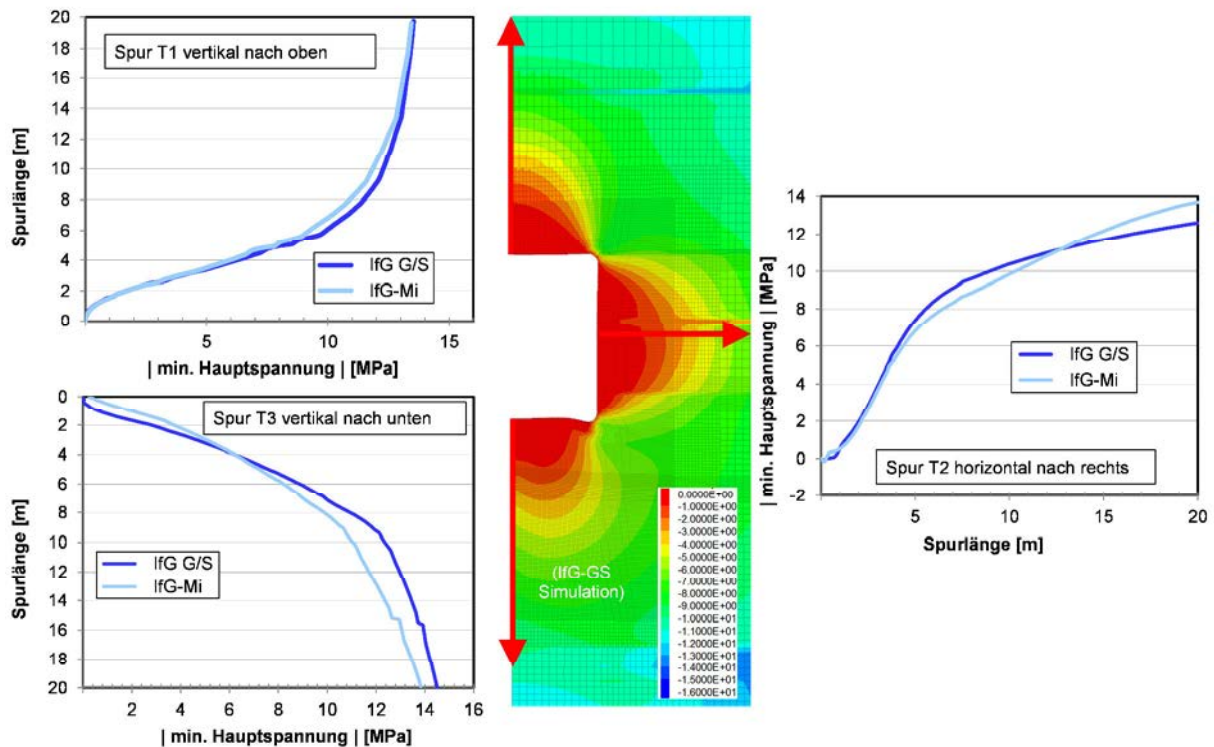 20
18
16
14
12
10
8
6
4
2
0
Spurlänge [m]
Spur T1 vertikal nach oben
IfG G/S
IfG-Mi
5
10
15
| min. Hauptspannung | [MPa]
0
2
4
6
8
10
12
14
16
18
20
Spurlänge [m]
Spur T3 vertikal nach unten
IfG G/S
IfG-Mi
2
4
6
8
10
12
14
16
| min. Hauptspannung | [MPa]
(IfG-GS
Simulation)
0.0000E+00
-1.0000E+00
-2.0000E+00
-3.0000E+00
-4.0000E+00
-5.0000E+00
-6.0000E+00
-7.0000E+00
-8.0000E+00
-9.0000E+00
-1.0000E+01
-1.1000E+01
-1.2000E+01
-1.3000E+01
-1.4000E+01
-1.5000E+01
-1.6000E+01
14
12
10
8
6
4
2
0
-2
| min. Hauptspannung | [MPa]
IfG G/S
IfG-Mi
Spur T2 horizontal nach rechts
5
10
15
20
Spurlänge [m]